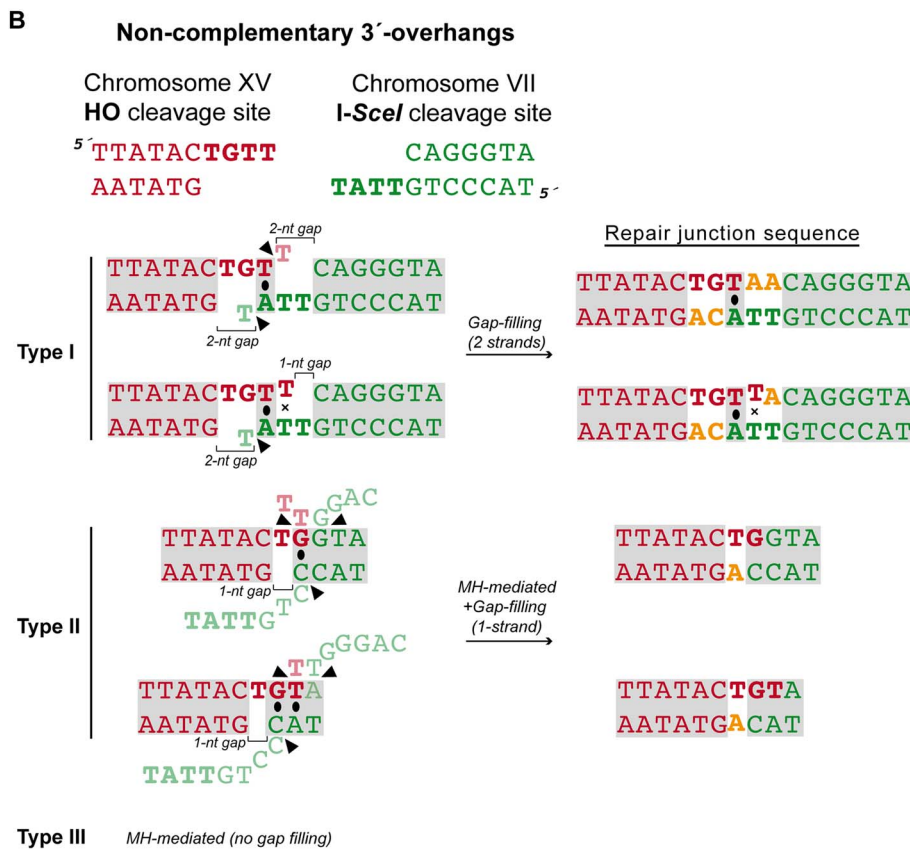 B
Non-complementary 3´-overhangs
Chromosome XV
HO cleavage site
Chromosome VII
I-SceI cleavage site
5´ TTATACTGTT
AATATG
CAGGGTA
TATTGTCCCAT 5´
Repair junction sequence
Type I
2-nt gap
T
TTATACTGT CAGGGTA
AATATG T ATTGTCCCAT
2-nt gap
Gap-filling
(2 strands)
TTATACTGTAACAGGGTA
AATATGACATTGTCCCAT
1-nt gap
TTATACTGTT CAGGGTA
×
AATATG T ATTGTCCCAT
2-nt gap
TTATACTGTTACAGGGTA
×
AATATGACATTGTCCCAT
Type II
T T G GAC
TTATACTGGTA
AATATG CCAT
1-nt gap
TATTGTC
MH-mediated
+Gap-filling
(1-strand)
TTATACTGGTA
AATATGACCAT
T T GGGAC
TTATACTGTA
AATATG CAT
1-nt gap
TATTGTCC
TTATACTGTA
AATATGACAT
Type III MH-mediated (no gap filling)